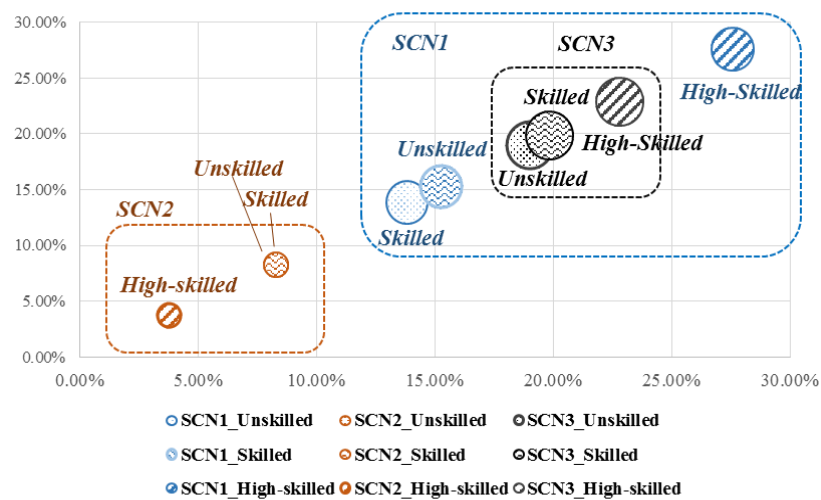 30.00%
SCN1
SCN3
25.00%
Skilled
High-Skilled
20.00%
Unskilled
High-Skilled
Unskilled
Unskilled
15.00%
Skilled
SCN2
Skilled
10.00%
High-skilled
5.00%
0.00%
0.00% 5.00% 10.00% 15.00% 20.00% 25.00% 30.00%
SCN1_Unskilled SCN2_Unskilled SCN3_Unskilled
SCN1_Skilled SCN2_Skilled SCN3_Skilled
SCN1_High-skilled SCN2_High-skilled SCN3_High-skilled